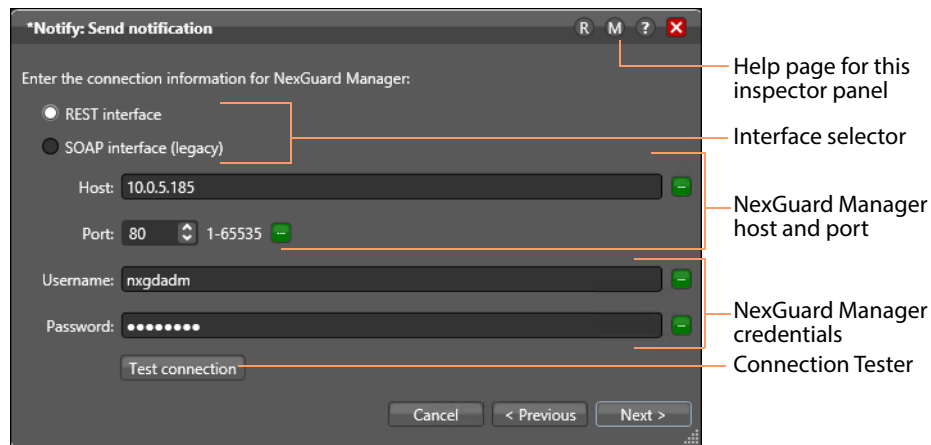 *Notify: Send notification
R M ?
Enter the connection information for NexGuard Manager:
REST interface
SOAP interface (legacy)
Host: 10.0.5.185
Port: 80 1-65535
Username: nxgdadm
Password: ●●●●●●●●
Test connection
Cancel < Previous Next >
Help page for this
inspector panel
Interface selector
NexGuard Manager
host and port
NexGuard Manager
credentials
Connection Tester